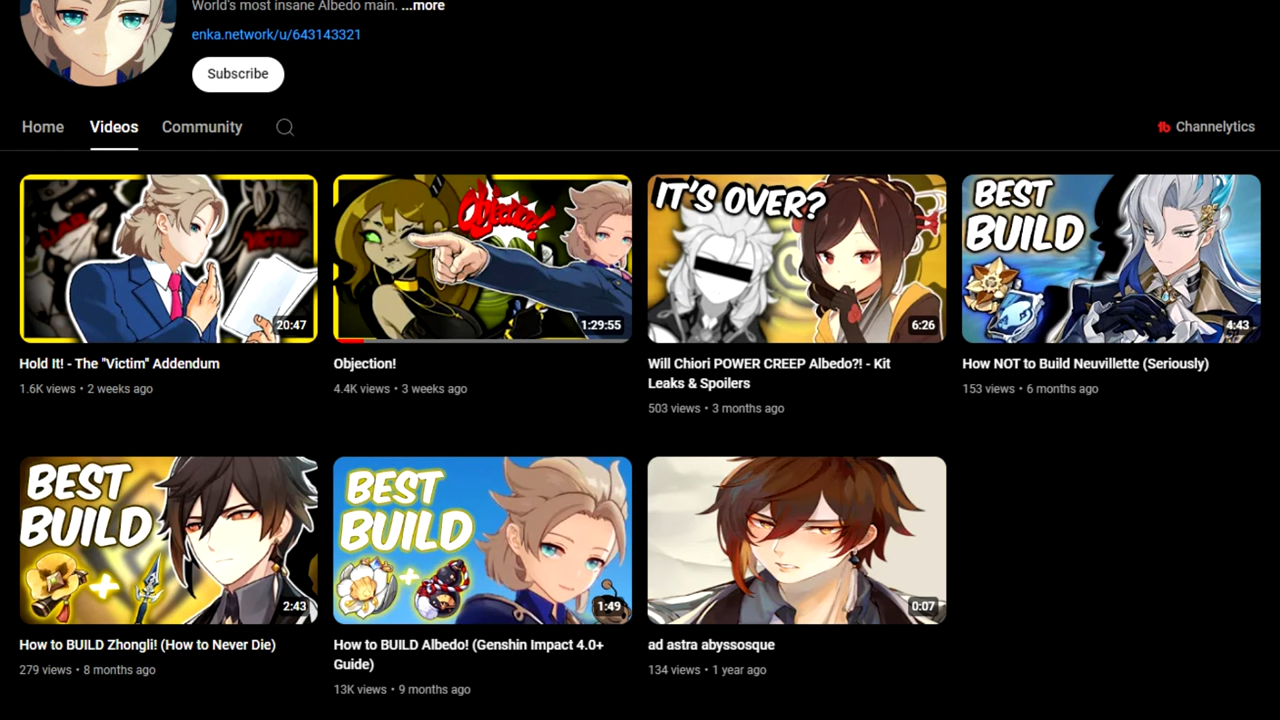 World's most insane Albedo main. ...more
enka.network/u/643143321
Subscribe
Home Videos Community
Channelytics
20:47
Hold It! - The "Victim" Addendum
1.6K views • 2 weeks ago
Objection!
1:29:55
Objection!
4.4K views • 3 weeks ago
IT'S OVER?
6:26
Will Chiori POWER CREEP Albedo?! - Kit
Leaks & Spoilers
503 views • 3 months ago
BEST
BUILD
4:43
How NOT to Build Neuvillette (Seriously)
153 views • 6 months ago
BEST
BUILD
2:43
How to BUILD Zhongli! (How to Never Die)
279 views • 8 months ago
BEST
BUILD
1:49
How to BUILD Albedo! (Genshin Impact 4.0+
Guide)
13K views • 9 months ago
0:07
ad astra abyssosque
134 views • 1 year ago